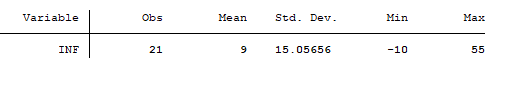 Variable Obs Mean Std. Dev. Min Max
INF 21 9 15.05656 -10 55